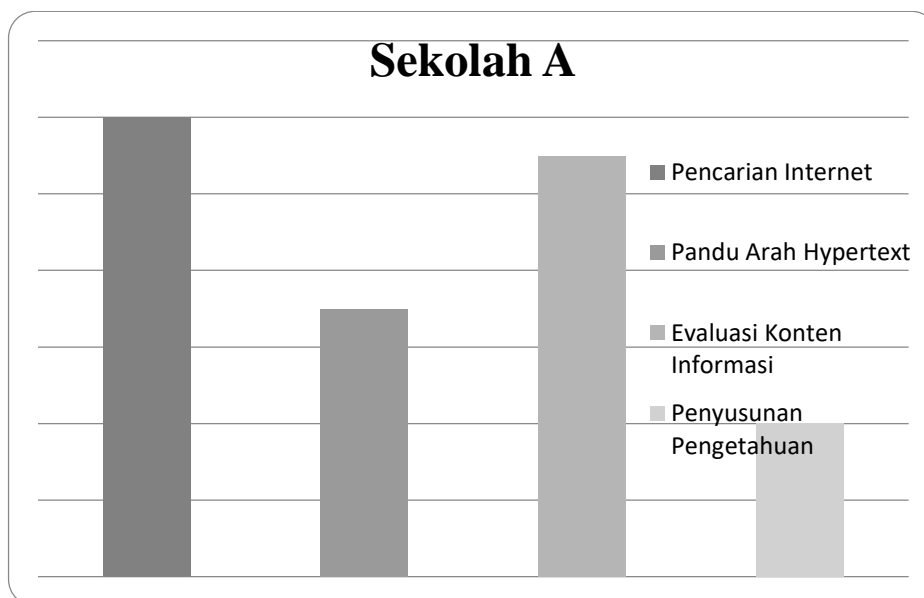 Sekolah A
Pencarian Internet
Pandu Arah Hypertext
Evaluasi Konten
Informasi
Penyusunan
Pengetahuan